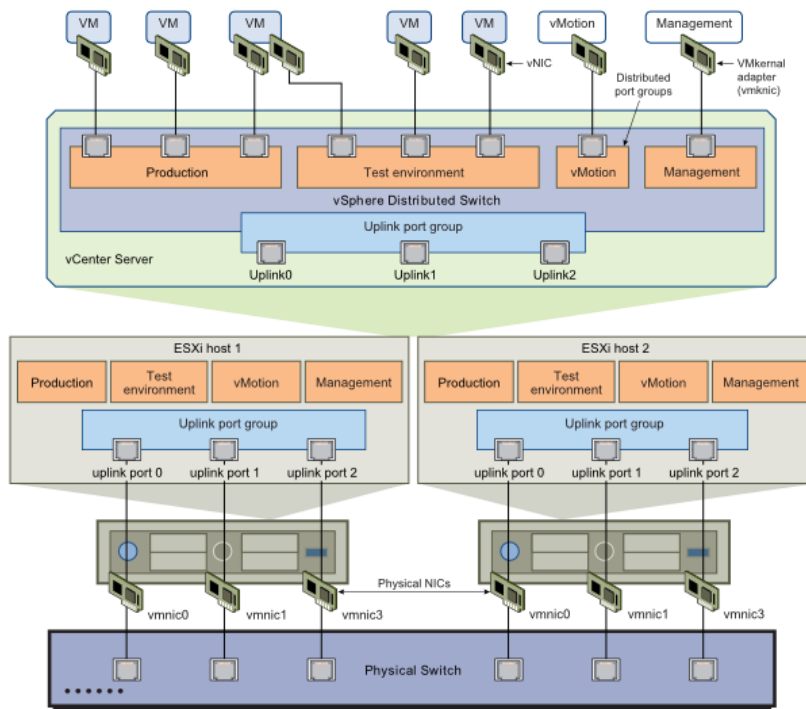 VM
VM
VM
VM
VM
vMotion
Management
vNIC
Distributed
port groups
VMkernal
adapter
(vmknic)
Production
Test environment
vMotion
Management
vSphere Distributed Switch
Uplink port group
vCenter Server
Uplink0
Uplink1
Uplink2
ESXi host 1
ESXi host 2
Production
Test
environment
vMotion
Management
Production
Test
environment
vMotion
Management
Uplink port group
Uplink port group
uplink port 0
uplink port 1
uplink port 2
uplink port 0
uplink port 1
uplink port 2
Physical NICs
vmnic0
vmnic1
vmnic3
vmnic0
vmnic1
vmnic3
Physical Switch